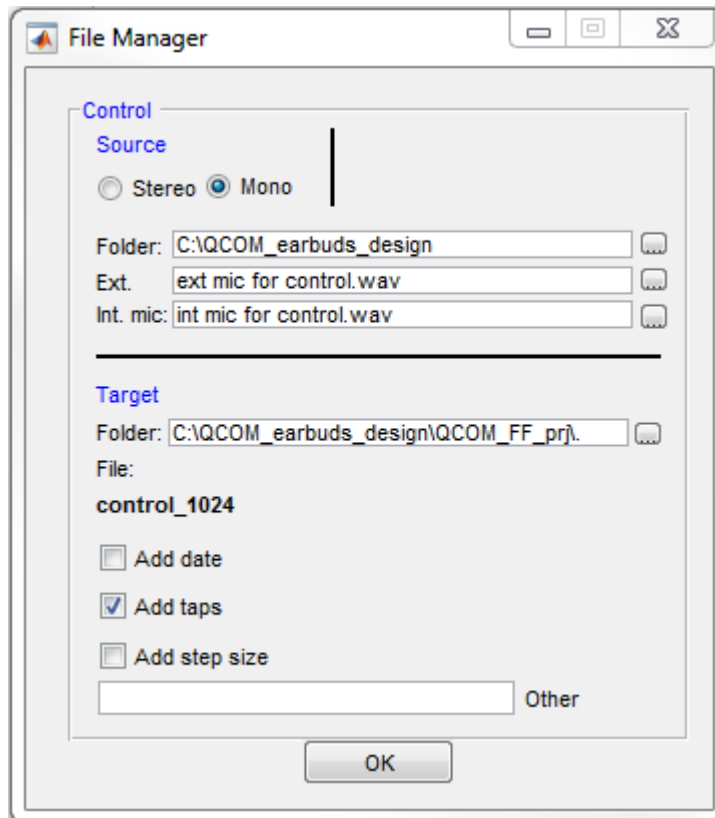 File Manager
Control
Source
Stereo Mono
Folder: C:\QCOM_earbuds_design ...
Ext. ext mic for control.wav ...
Int. mic: int mic for control.wav ...
Target
Folder: C:\QCOM_earbuds_design\QCOM_FF_prj\. ...
File:
control_1024
Add date
Add taps
Add step size
Other
OK